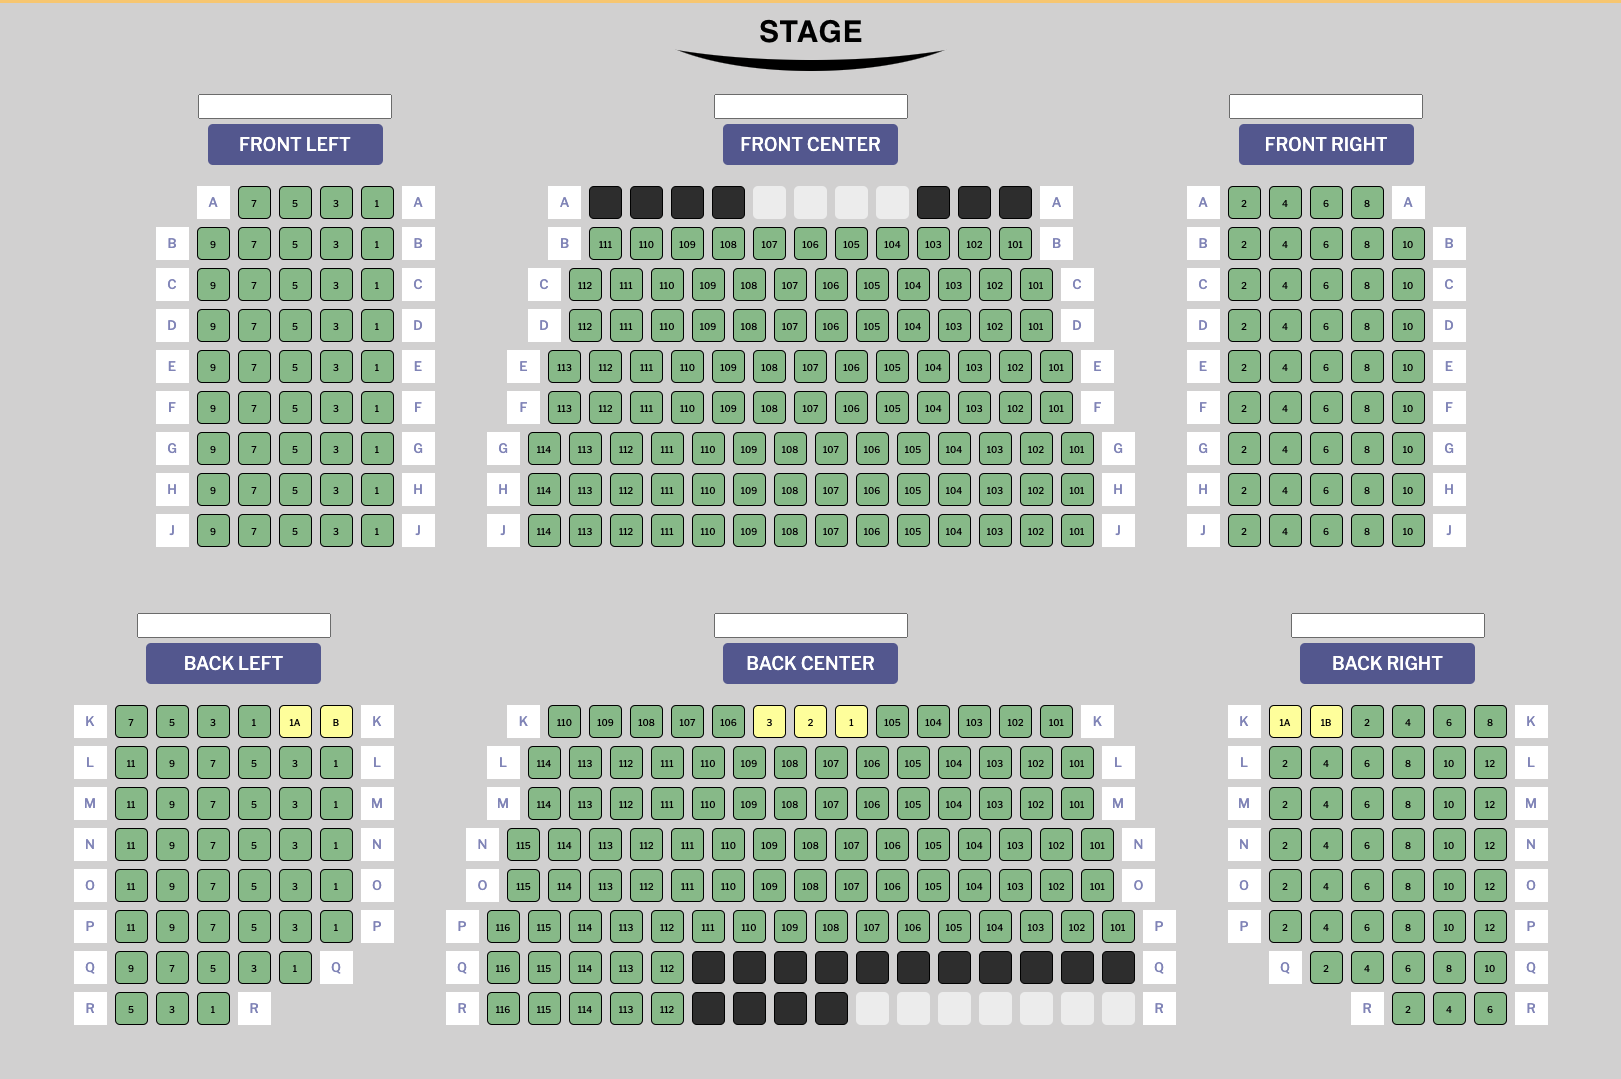 STAGE
FRONT LEFT FRONT CENTER FRONT RIGHT
A 7 5 3 1 A A A A 2 4 6 8 A
B 9 7 5 3 1 B B 111 110 109 108 107 106 105 104 103 102 101 B B 2 4 6 8 10 B
C 9 7 5 3 1 C C 112 111 110 109 108 107 106 105 104 103 102 101 C C 2 4 6 8 10 C
D 9 7 5 3 1 D D 112 111 110 109 108 107 106 105 104 103 102 101 D D 2 4 6 8 10 D
E 9 7 5 3 1 E E 113 112 111 110 109 108 107 106 105 104 103 102 101 E E 2 4 6 8 10 E
F 9 7 5 3 1 F F 113 112 111 110 109 108 107 106 105 104 103 102 101 F F 2 4 6 8 10 F
G 9 7 5 3 1 G G 114 113 112 111 110 109 108 107 106 105 104 103 102 101 G G 2 4 6 8 10 G
H 9 7 5 3 1 H H 114 113 112 111 110 109 108 107 106 105 104 103 102 101 H H 2 4 6 8 10 H
J 9 7 5 3 1 J J 114 113 112 111 110 109 108 107 106 105 104 103 102 101 J J 2 4 6 8 10 J
BACK LEFT BACK CENTER BACK RIGHT
K 7 5 3 1 1A B K K 110 109 108 107 106 3 2 1 105 104 103 102 101 K K 1A 1B 2 4 6 8 K
L 11 9 7 5 3 1 L L 114 113 112 111 110 109 108 107 106 105 104 103 102 101 L L 2 4 6 8 10 12 L
M 11 9 7 5 3 1 M M 114 113 112 111 110 109 108 107 106 105 104 103 102 101 M M 2 4 6 8 10 12 M
N 11 9 7 5 3 1 N N 115 114 113 112 111 110 109 108 107 106 105 104 103 102 101 N N 2 4 6 8 10 12 N
O 11 9 7 5 3 1 O O 115 114 113 112 111 110 109 108 107 106 105 104 103 102 101 O O 2 4 6 8 10 12 O
P 11 9 7 5 3 1 P P 116 115 114 113 112 111 110 109 108 107 106 105 104 103 102 101 P P 2 4 6 8 10 12 P
Q 9 7 5 3 1 Q Q 116 115 114 113 112 Q Q 2 4 6 8 10 Q
R 5 3 1 R R 116 115 114 113 112 R R 2 4 6 R